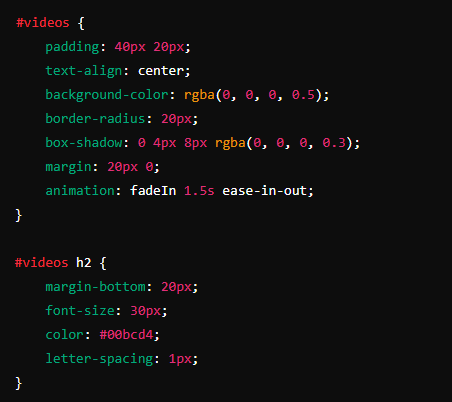 #videos {
    padding: 40px 20px;
    text-align: center;
    background-color: rgba(0, 0, 0, 0.5);
    border-radius: 20px;
    box-shadow: 0 4px 8px rgba(0, 0, 0, 0.3);
    margin: 20px 0;
    animation: fadeIn 1.5s ease-in-out;
}

#videos h2 {
    margin-bottom: 20px;
    font-size: 30px;
    color: #00bcd4;
    letter-spacing: 1px;
}